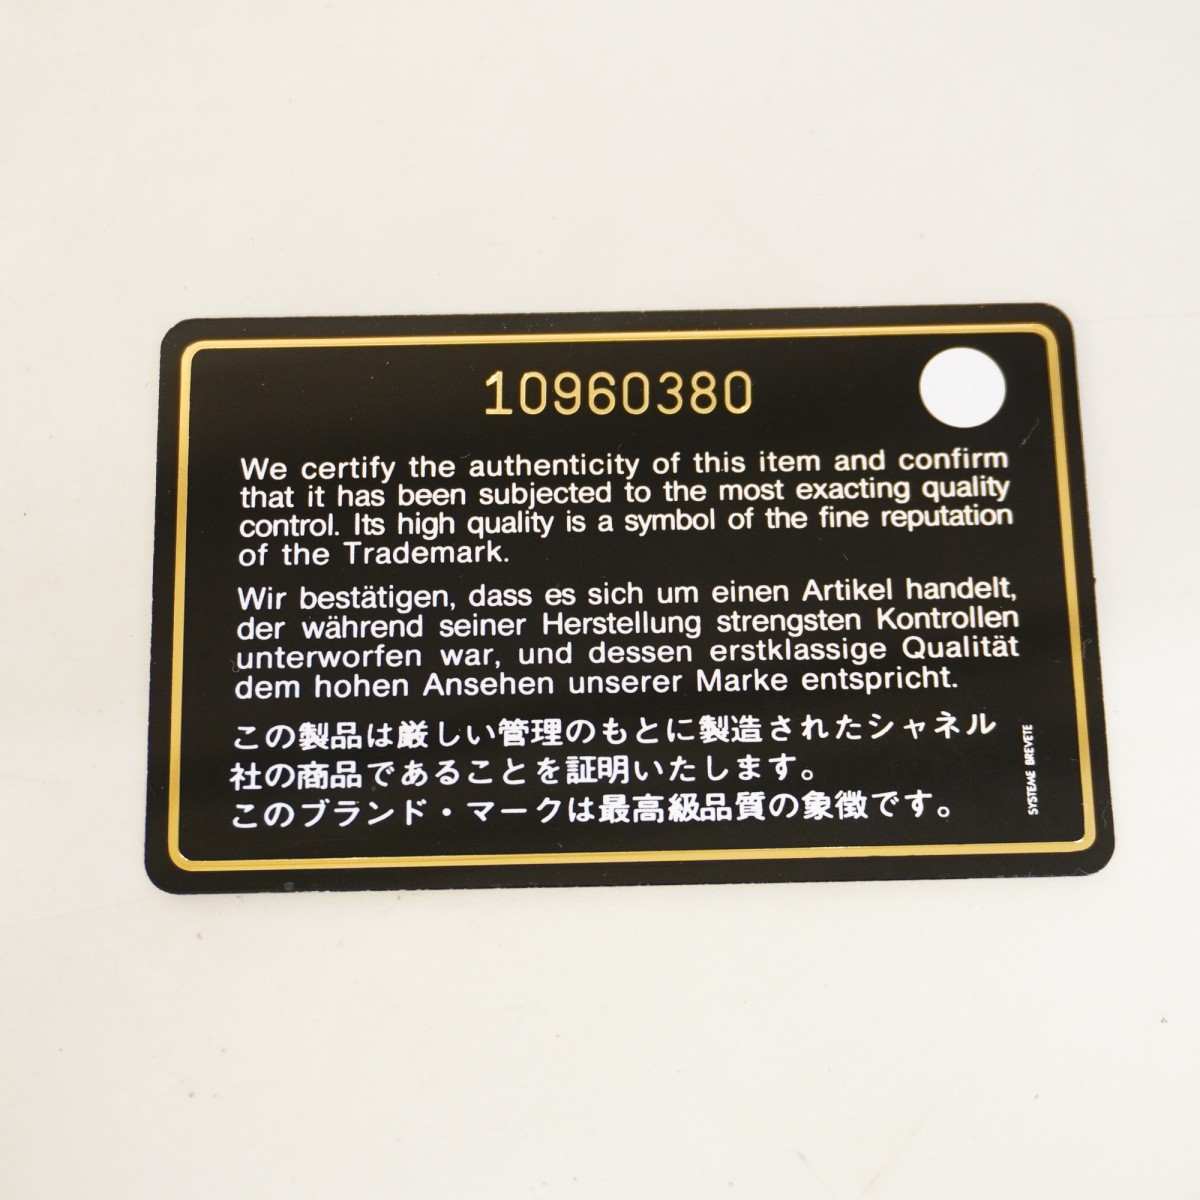 10960380
We certify the authenticity of this item and confirm
that it has been subjected to the most exacting quality
control. Its high quality is a symbol of the fine reputation
of the Trademark.
Wir bestätigen, dass es sich um einen Artikel handelt,
der während seiner Herstellung strengsten Kontrollen
unterworfen war, und dessen erstklassige Qualität
dem hohen Ansehen unserer Marke entspricht.
この製品は厳しい管理のもとに製造されたシャネル
社の商品であることを証明いたします。
このブランド・マークは最高級品質の象徴です。
SYSTEME BREVETE